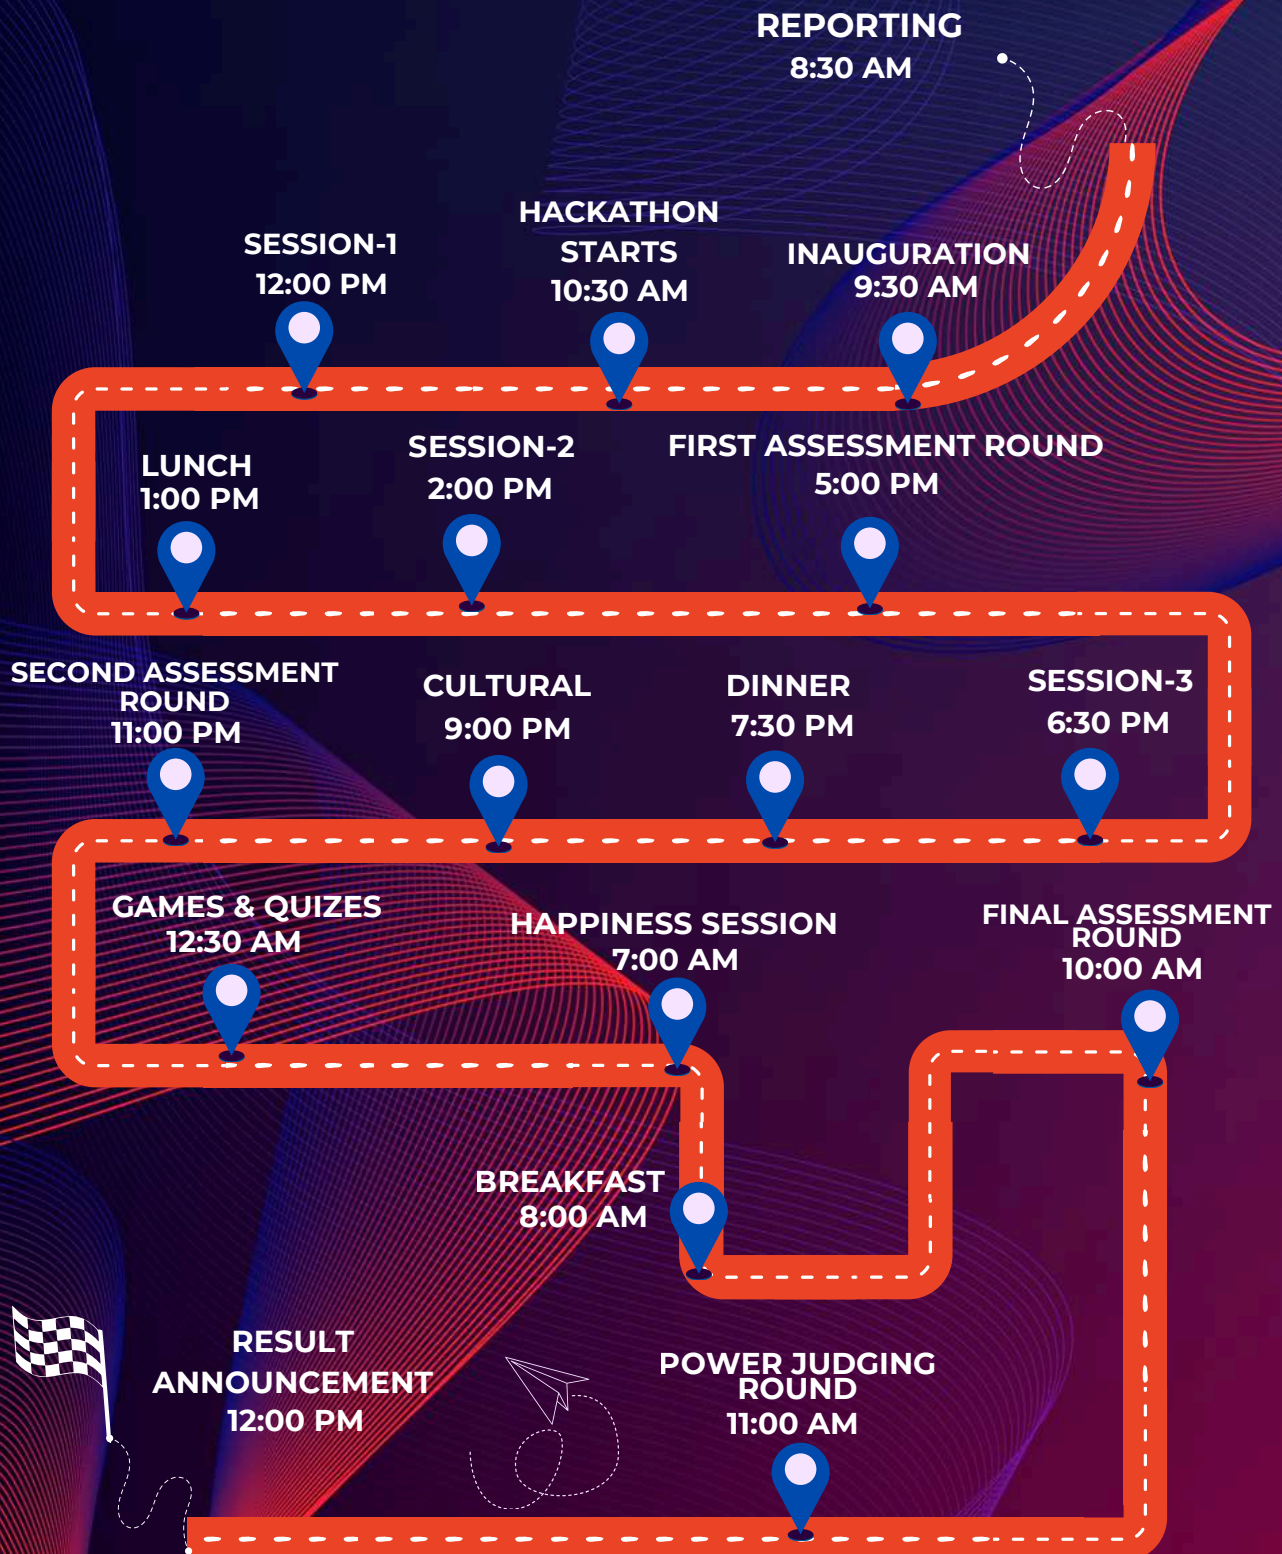 REPORTING
8:30 AM
INAUGURATION
9:30 AM
HACKATHON
STARTS
10:30 AM
SESSION-1
12:00 PM
LUNCH
1:00 PM
SESSION-2
2:00 PM
FIRST ASSESSMENT ROUND
5:00 PM
SESSION-3
6:30 PM
DINNER
7:30 PM
CULTURAL
9:00 PM
SECOND ASSESSMENT
ROUND
11:00 PM
GAMES & QUIZES
12:30 AM
HAPPINESS SESSION
7:00 AM
BREAKFAST
8:00 AM
FINAL ASSESSMENT
ROUND
10:00 AM
POWER JUDGING
ROUND
11:00 AM
RESULT
ANNOUNCEMENT
12:00 PM